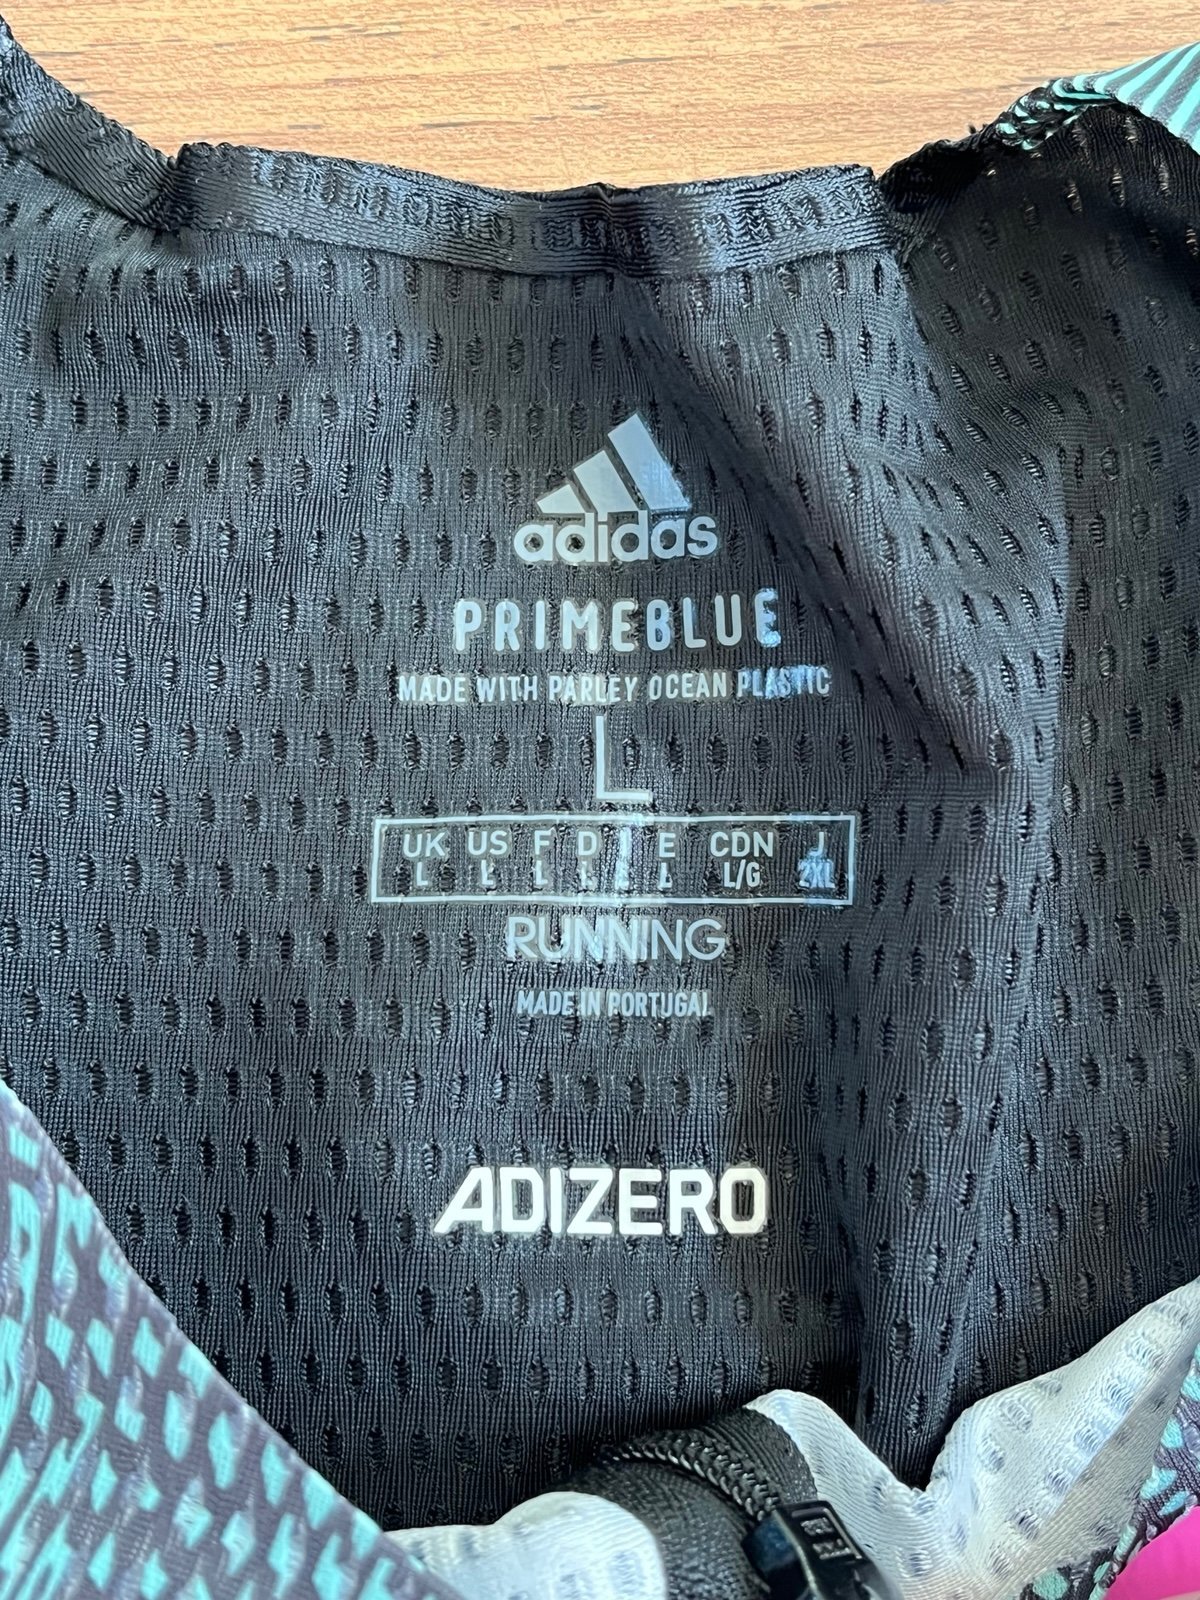 adidas
PRIMEBLUE
MADE WITH PARLEY OCEAN PLASTIC
L
UK US F D I E CDN J
L L L L L L L/G 2XL
RUNNING
MADE IN PORTUGAL
ADIZERO